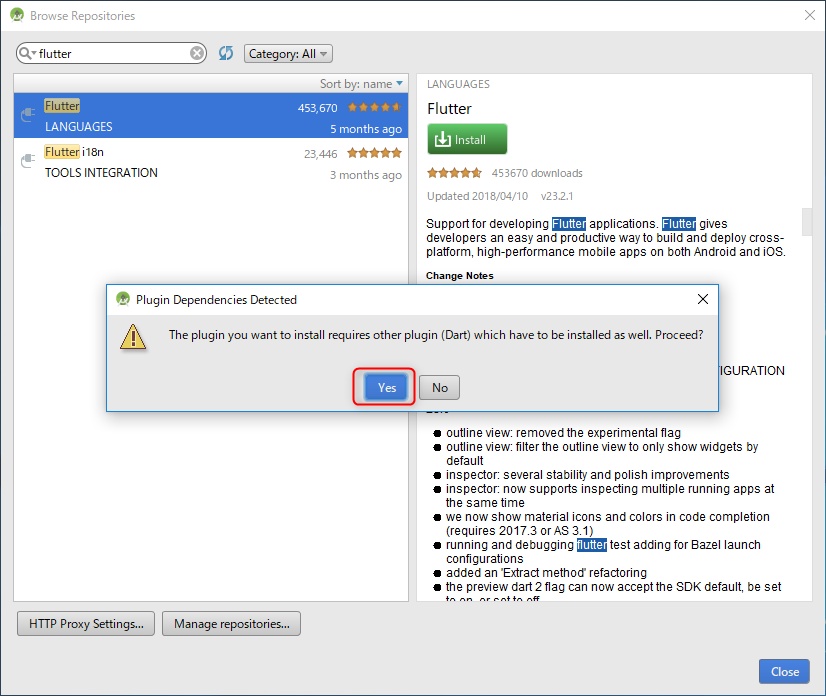 Browse Repositories
flutter
Category: All
Sort by: name
Flutter
453,670
LANGUAGES
5 months ago
Flutter i18n
23,446
TOOLS INTEGRATION
3 months ago
LANGUAGES
Flutter
Install
453670 downloads
Updated 2018/04/10 v23.2.1
Support for developing Flutter applications. Flutter gives
developers an easy and productive way to build and deploy cross-
platform, high-performance mobile apps on both Android and iOS.
Change Notes
Plugin Dependencies Detected
The plugin you want to install requires other plugin (Dart) which have to be installed as well. Proceed?
Yes
No
IGURATION
outline view: removed the experimental flag
outline view: filter the outline view to only show widgets by
default
inspector: several stability and polish improvements
inspector: now supports inspecting multiple running apps at
the same time
we now show material icons and colors in code completion
(requires 2017.3 or AS 3.1)
running and debugging flutter test adding for Bazel launch
configurations
added an 'Extract method' refactoring
the preview dart 2 flag can now accept the SDK default, be set
to on, or set to off
HTTP Proxy Settings...
Manage repositories...
Close